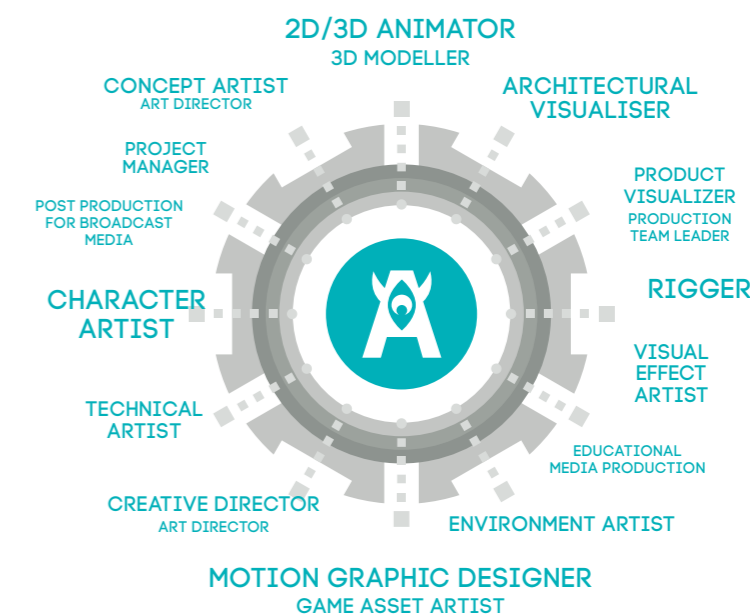 2D/3D ANIMATOR
3D MODELLER
CONCEPT ARTIST
ART DIRECTOR
ARCHITECTURAL
VISUALISER
PROJECT
MANAGER
PRODUCT
VISUALIZER
PRODUCTION
TEAM LEADER
POST PRODUCTION
FOR BROADCAST
MEDIA
RIGGER
CHARACTER
ARTIST
VISUAL
EFFECT
ARTIST
TECHNICAL
ARTIST
EDUCATIONAL
MEDIA PRODUCTION
CREATIVE DIRECTOR
ART DIRECTOR
ENVIRONMENT ARTIST
MOTION GRAPHIC DESIGNER
GAME ASSET ARTIST